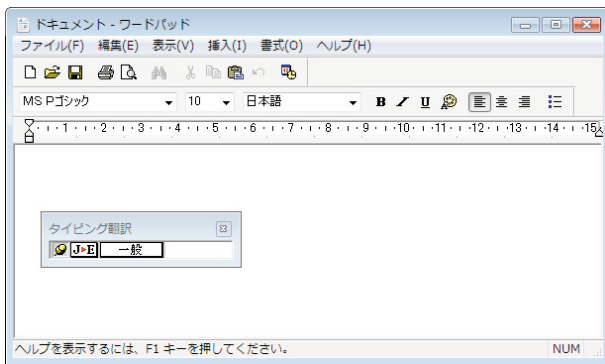 ドキュメント - ワードパッド
ファイル(F) 編集(E) 表示(V) 挿入(I) 書式(O) ヘルプ(H)
MS Pゴシック 10 日本語 B I U
1 2 3 4 5 6 7 8 9 10 11 12 13 14 15
タイピング翻訳
J▸E 一般
ヘルプを表示するには、F1 キーを押してください。 NUM